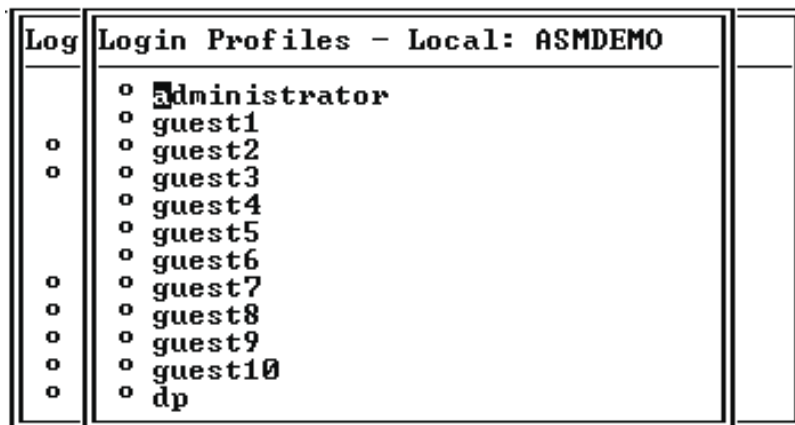 Log
Login Profiles - Local: ASMDEMO
administrator
guest1
guest2
guest3
guest4
guest5
guest6
guest7
guest8
guest9
guest10
dp